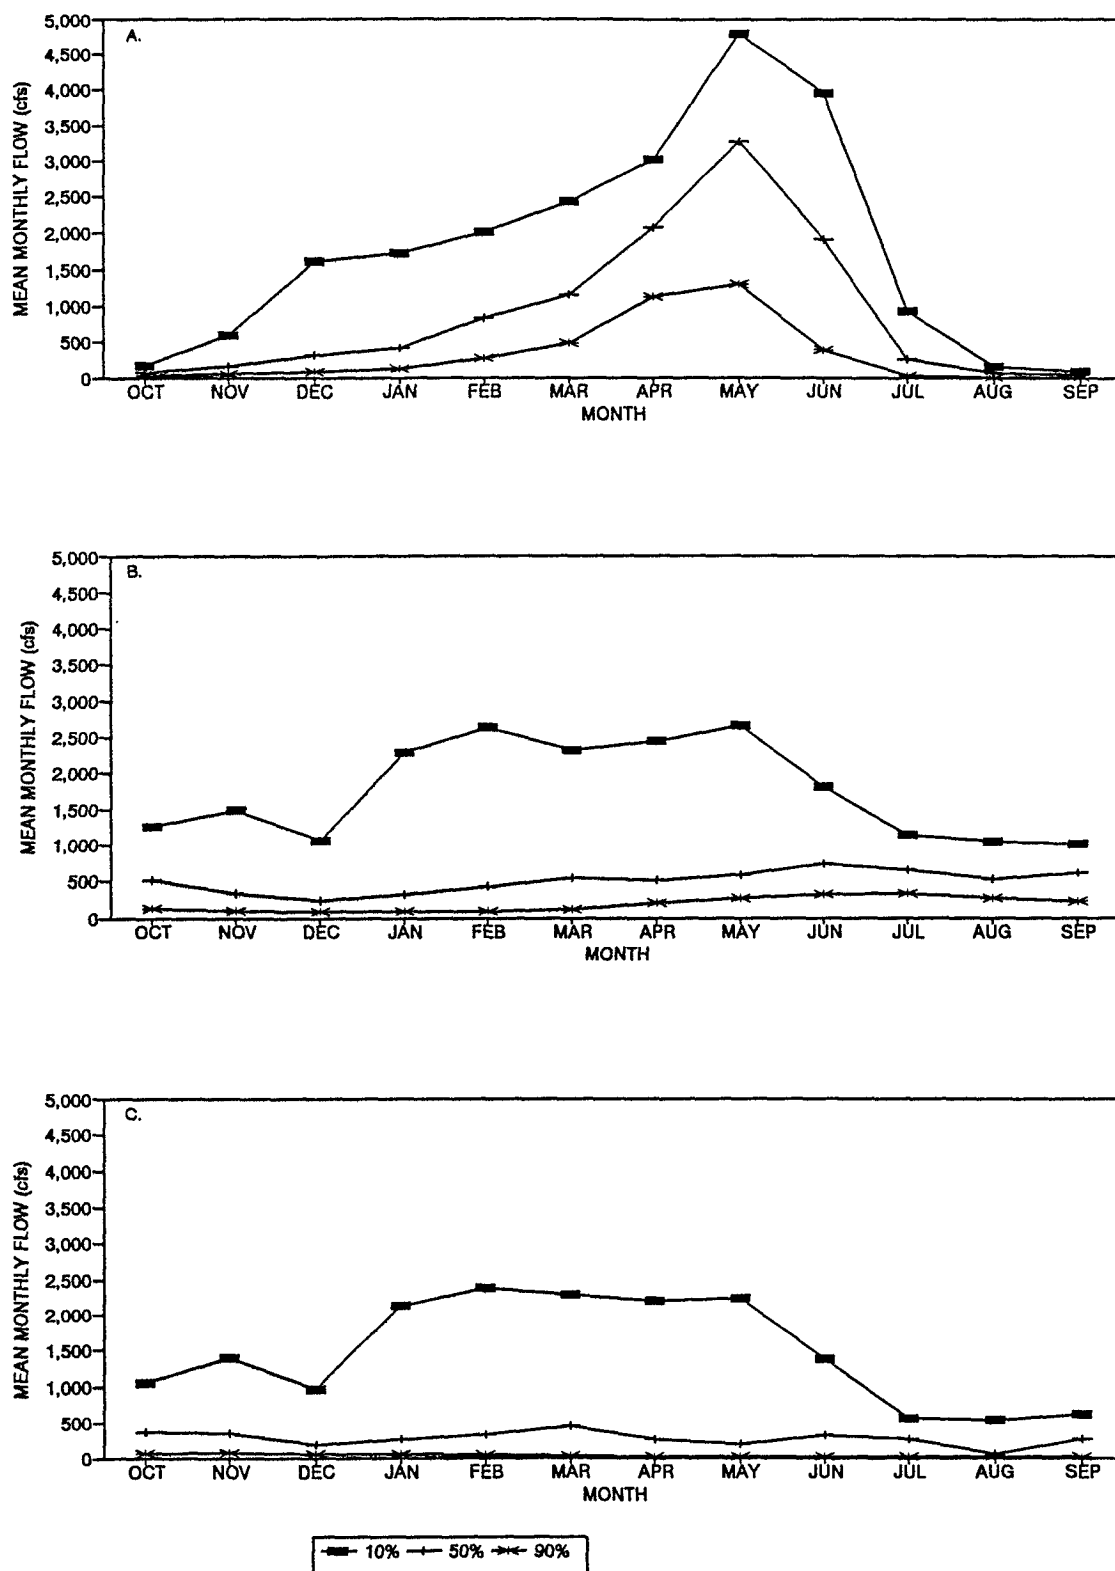 A.
MEAN MONTHLY FLOW (cfs)
5,000
4,500
4,000
3,500
3,000
2,500
2,000
1,500
1,000
500
0
OCT NOV DEC JAN FEB MAR APR MAY JUN JUL AUG SEP
MONTH
B.
MEAN MONTHLY FLOW (cfs)
5,000
4,500
4,000
3,500
3,000
2,500
2,000
1,500
1,000
500
0
OCT NOV DEC JAN FEB MAR APR MAY JUN JUL AUG SEP
MONTH
C.
MEAN MONTHLY FLOW (cfs)
5,000
4,500
4,000
3,500
3,000
2,500
2,000
1,500
1,000
500
0
OCT NOV DEC JAN FEB MAR APR MAY JUN JUL AUG SEP
MONTH
10% 50% 90%